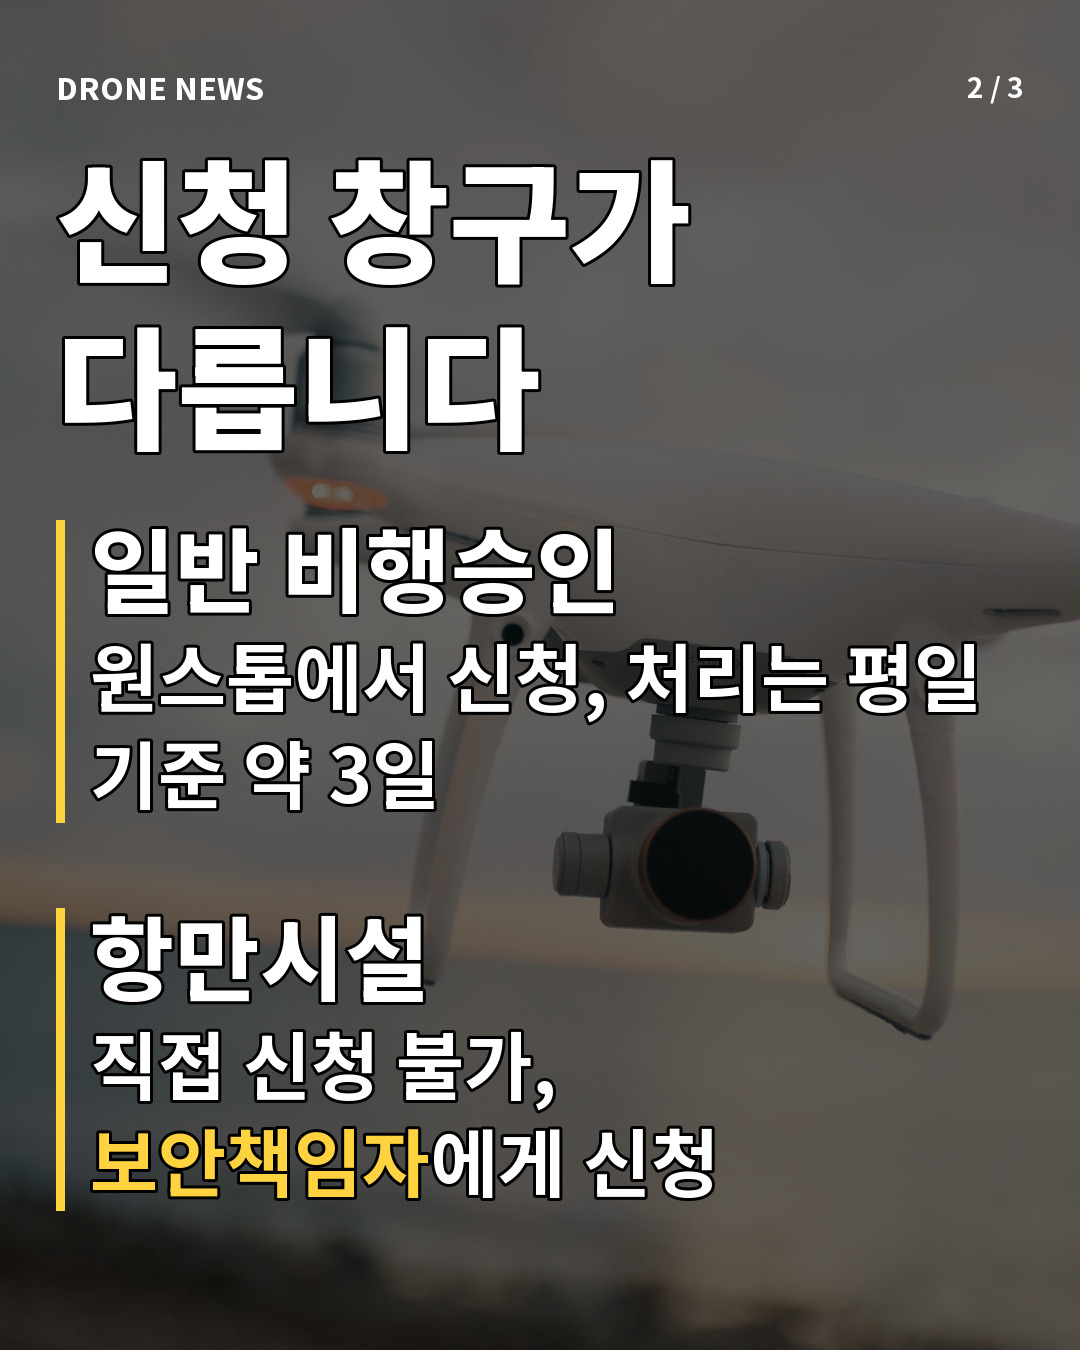 DRONE NEWS
2 / 3
신청 창구가
다릅니다
일반 비행승인
원스톱에서 신청, 처리는 평일
기준 약 3일
항만시설
직접 신청 불가,
보안책임자에게 신청